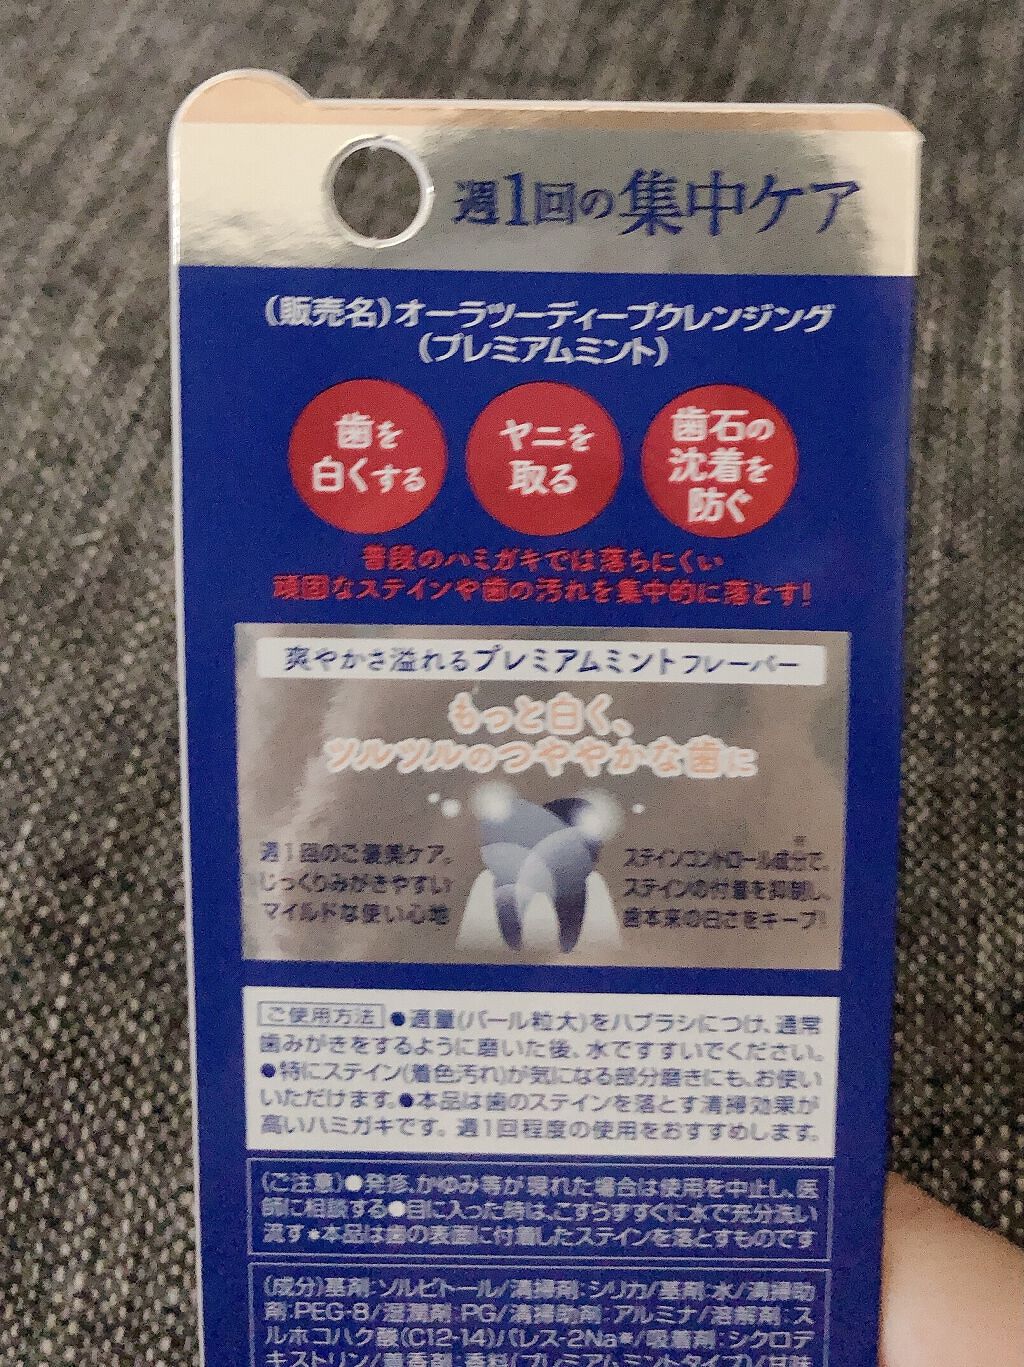 週1回の集中ケア
(販売名)オーラツーディープクレンジング
(プレミアムミント)
歯を
白くする
ヤニを
取る
歯石の
沈着を
防ぐ
普段のハミガキでは落ちにくい
頑固なステインや歯の汚れを集中的に落とす!
爽やかさ溢れるプレミアムミントフレーバー
もっと白く、
ツルツルのつややかな歯に
週1回のご褒美ケア。
じっくりみがきやすい
マイルドな使い心地
ステインコントロール成分※で、
ステインの付着を抑制し、
歯本来の白さをキープ!
ご使用方法 ●適量(パール粒大)をハブラシにつけ、通常
歯みがきをするように磨いた後、水ですすいでください。
●特にステイン(着色汚れ)が気になる部分磨きにも、お使い
いただけます。●本品は歯のステインを落とす清掃効果が
高いハミガキです。週1回程度の使用をおすすめします。
(ご注意)●発疹、かゆみ等が現れた場合は使用を中止し、医
師に相談する●目に入った時は、こすらずすぐに水で充分洗い
流す*本品は歯の表面に付着したステインを落とすものです
(成分)基剤:ソルビトール/清掃剤:シリカ/基剤:水/清掃助
剤:PEG-8/湿潤剤:PG/清掃助剤:アルミナ/溶解剤:ス
ルホコハク酸(C12-14)パレス-2Na※/吸着剤:シクロデ
キストリン/着香剤:香料(プレミアムミントタイプ)/甘味